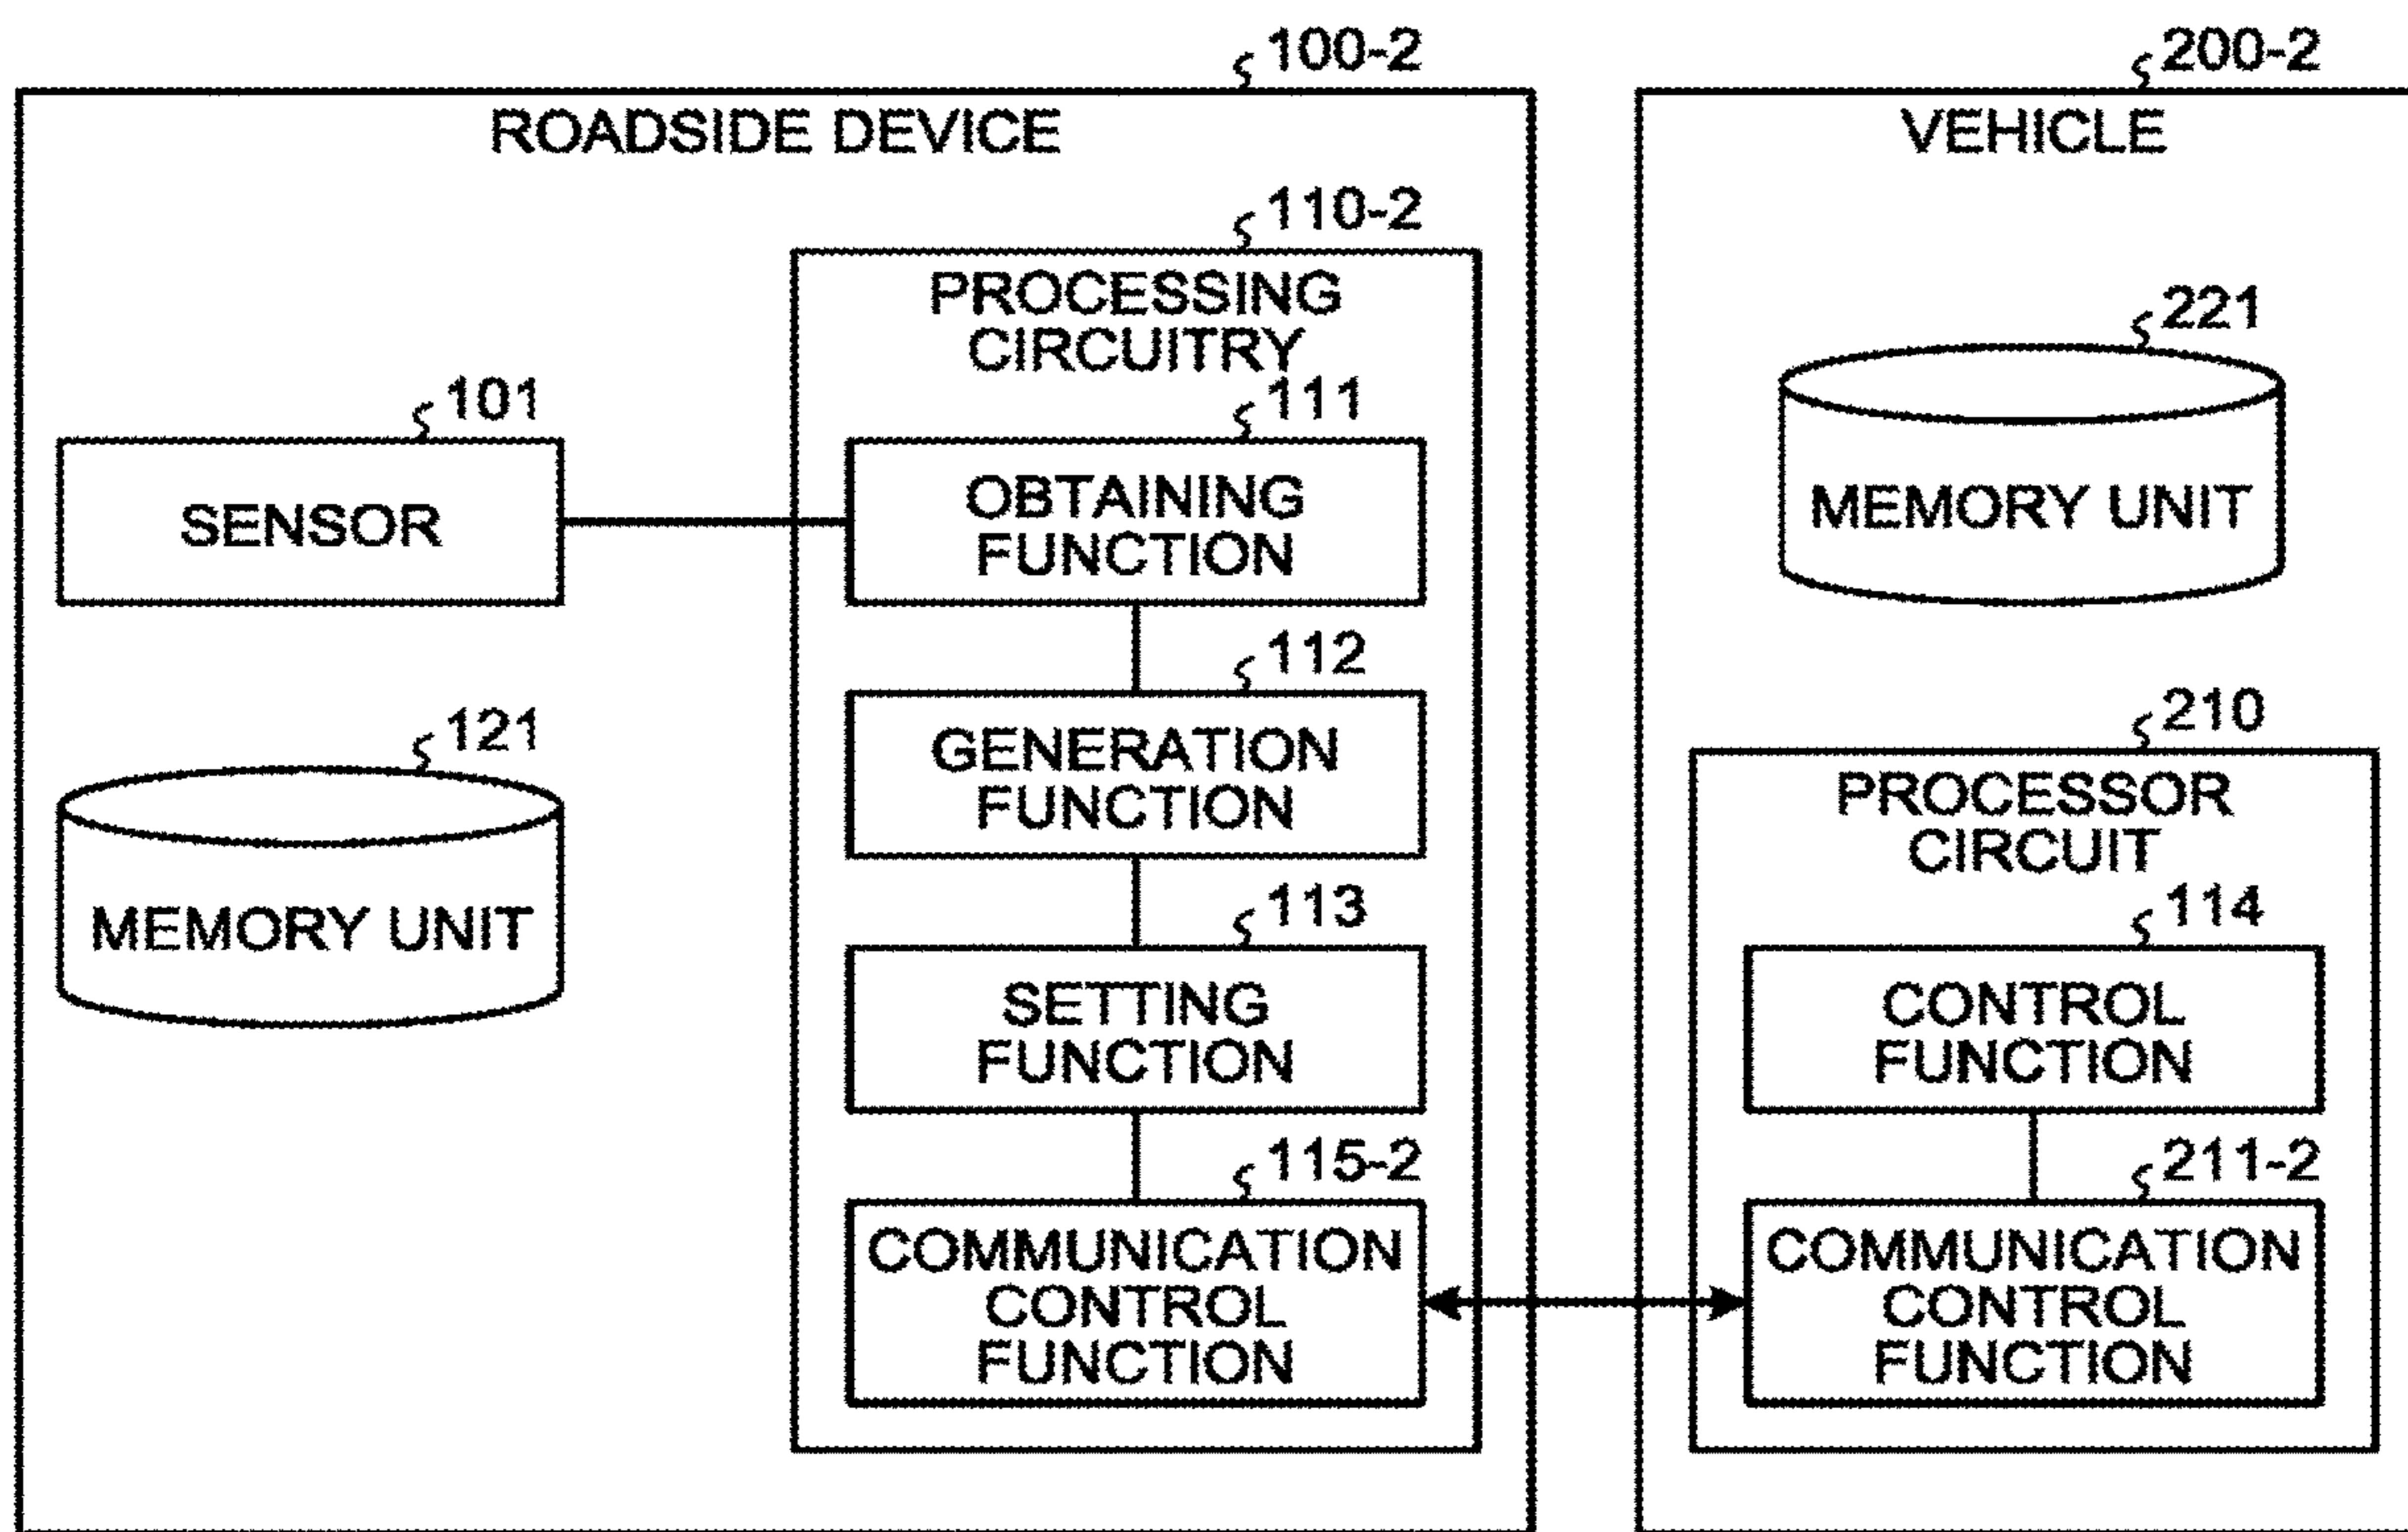 100-2
ROADSIDE DEVICE
110-2
PROCESSING
CIRCUITRY
101
SENSOR
111
OBTAINING
FUNCTION
121
MEMORY UNIT
112
GENERATION
FUNCTION
113
SETTING
FUNCTION
115-2
COMMUNICATION
CONTROL
FUNCTION
200-2
VEHICLE
221
MEMORY UNIT
210
PROCESSOR
CIRCUIT
114
CONTROL
FUNCTION
211-2
COMMUNICATION
CONTROL
FUNCTION